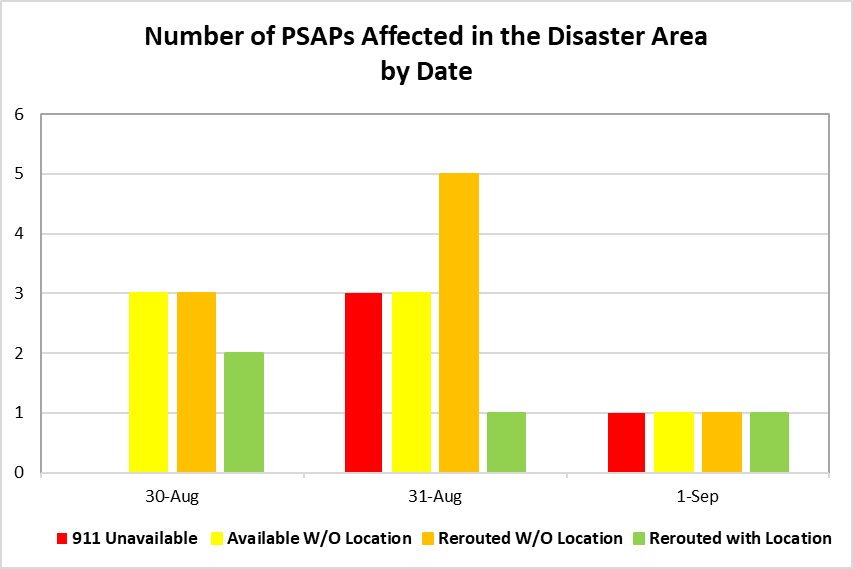 Number of PSAPs Affected in the Disaster Area
by Date
6
5
4
3
2
1
0
30-Aug 31-Aug 1-Sep
911 Unavailable Available W/O Location Rerouted W/O Location Rerouted with Location